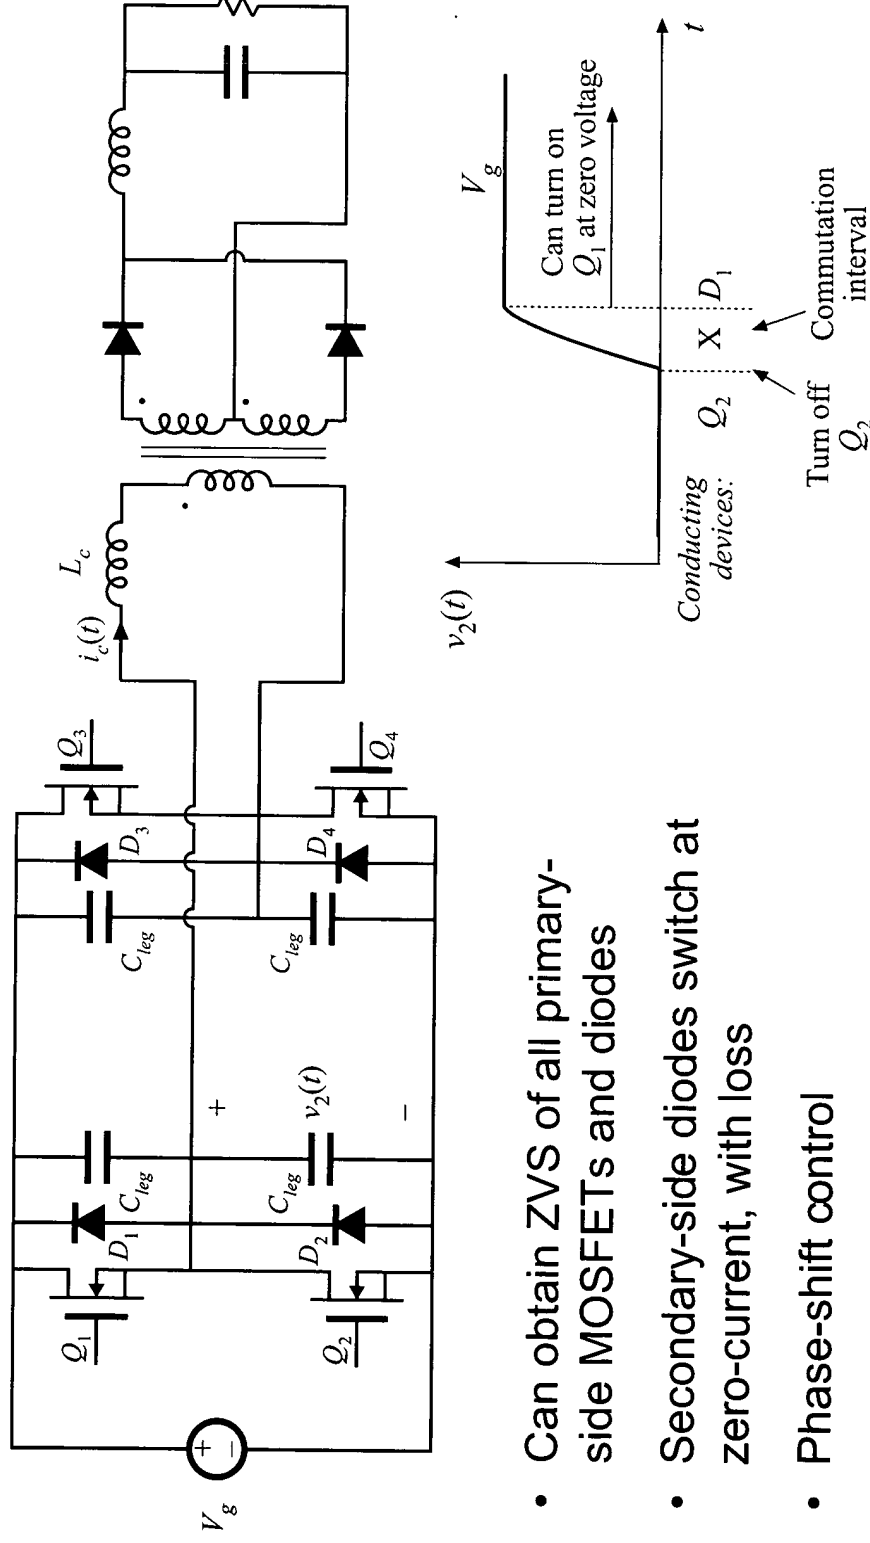 V_g
+
–
Q_1
D_1
C_leg
Q_2
D_2
C_leg
+
v_2(t)
–
C_leg
D_3
Q_3
C_leg
D_4
Q_4
i_c(t)
L_c
• Can obtain ZVS of all primary-
side MOSFETs and diodes
• Secondary-side diodes switch at
zero-current, with loss
• Phase-shift control
v_2(t)
V_g
Can turn on
Q_1 at zero voltage
t
Conducting
devices:
Q_2
X
D_1
Turn off
Q_2
Commutation
interval